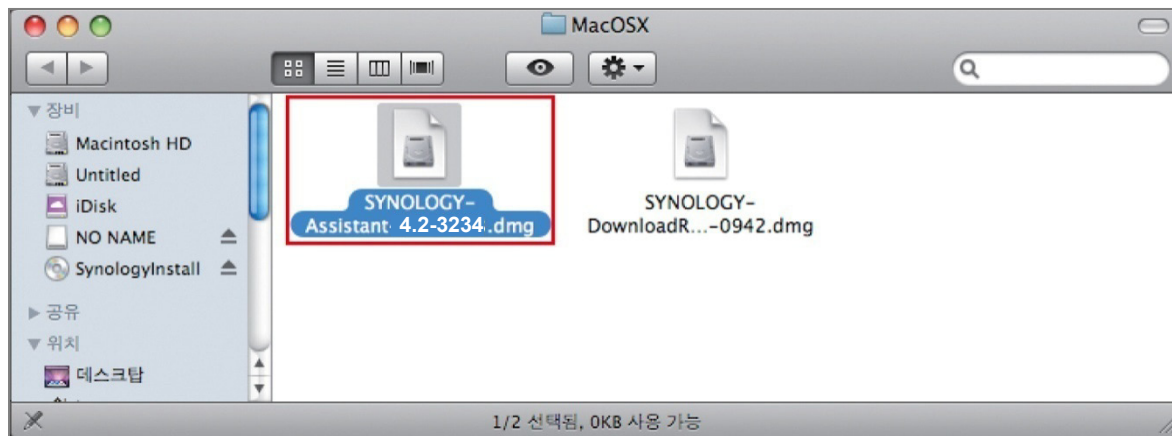 MacOSX
장비
Macintosh HD
Untitled
iDisk
NO NAME
SynologyInstall
공유
위치
데스크탑
SYNOLOGY-
Assistant 4.2-3234.dmg
SYNOLOGY-
DownloadR...-0942.dmg
1/2 선택됨, 0KB 사용 가능